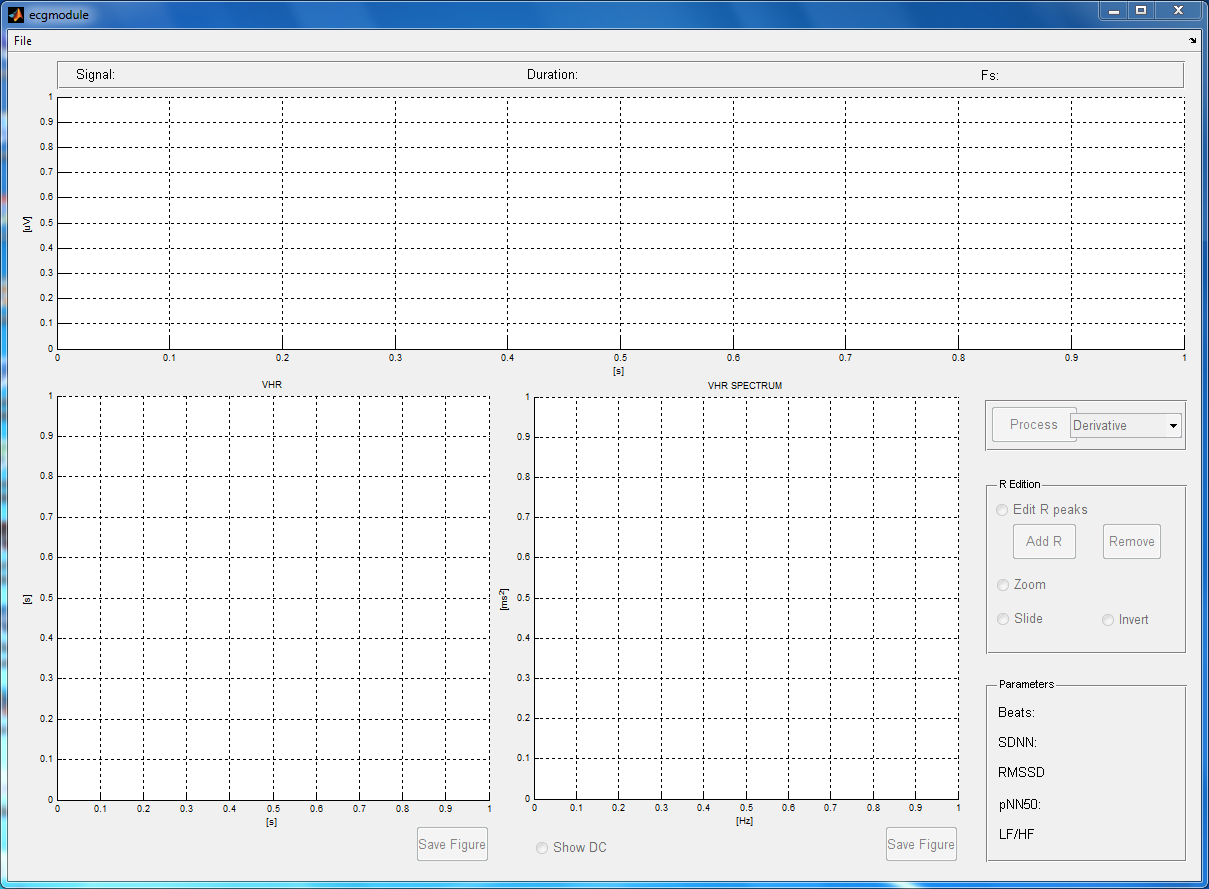 ecgmodule
File
Signal: Duration: Fs:
1
0.9
0.8
0.7
0.6
0.5
0.4
0.3
0.2
0.1
0
[uV]
0 0.1 0.2 0.3 0.4 0.5 0.6 0.7 0.8 0.9 1
[s]
VHR
1
0.9
0.8
0.7
0.6
0.5
0.4
0.3
0.2
0.1
0
[s]
0 0.1 0.2 0.3 0.4 0.5 0.6 0.7 0.8 0.9 1
[s]
Save Figure
VHR SPECTRUM
1
0.9
0.8
0.7
0.6
0.5
0.4
0.3
0.2
0.1
0
[ms²]
0 0.1 0.2 0.3 0.4 0.5 0.6 0.7 0.8 0.9 1
[Hz]
Show DC
Save Figure
Process Derivative
R Edition
Edit R peaks
Add R Remove
Zoom
Slide Invert
Parameters
Beats:
SDNN:
RMSSD
pNN50:
LF/HF